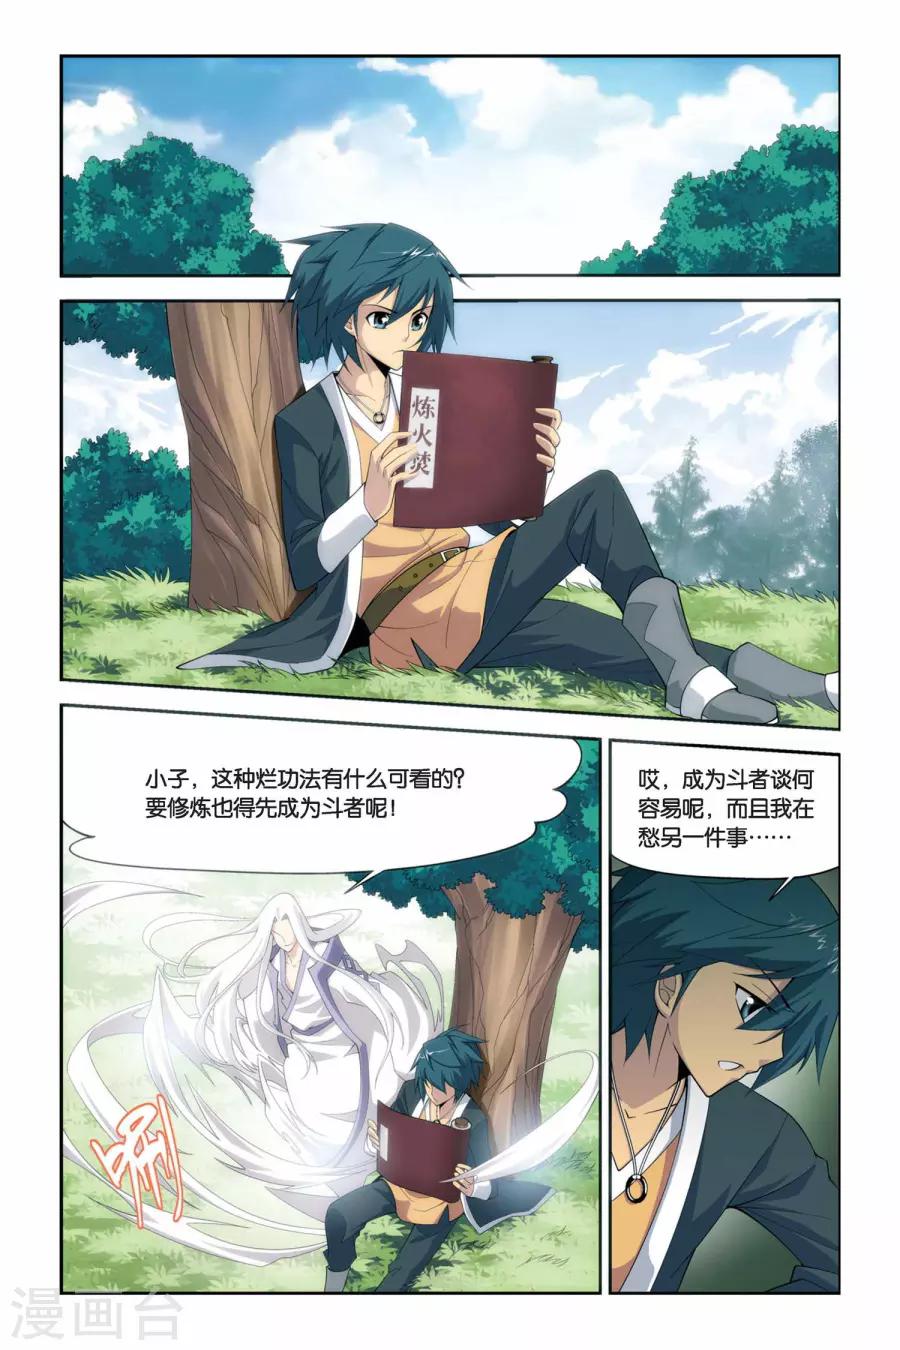 炼火焚
小子，这种烂功法有什么可看的？
要修炼也得先成为斗者呢！
哎，成为斗者谈何
容易呢，而且我在
愁另一件事……
唰
漫画台